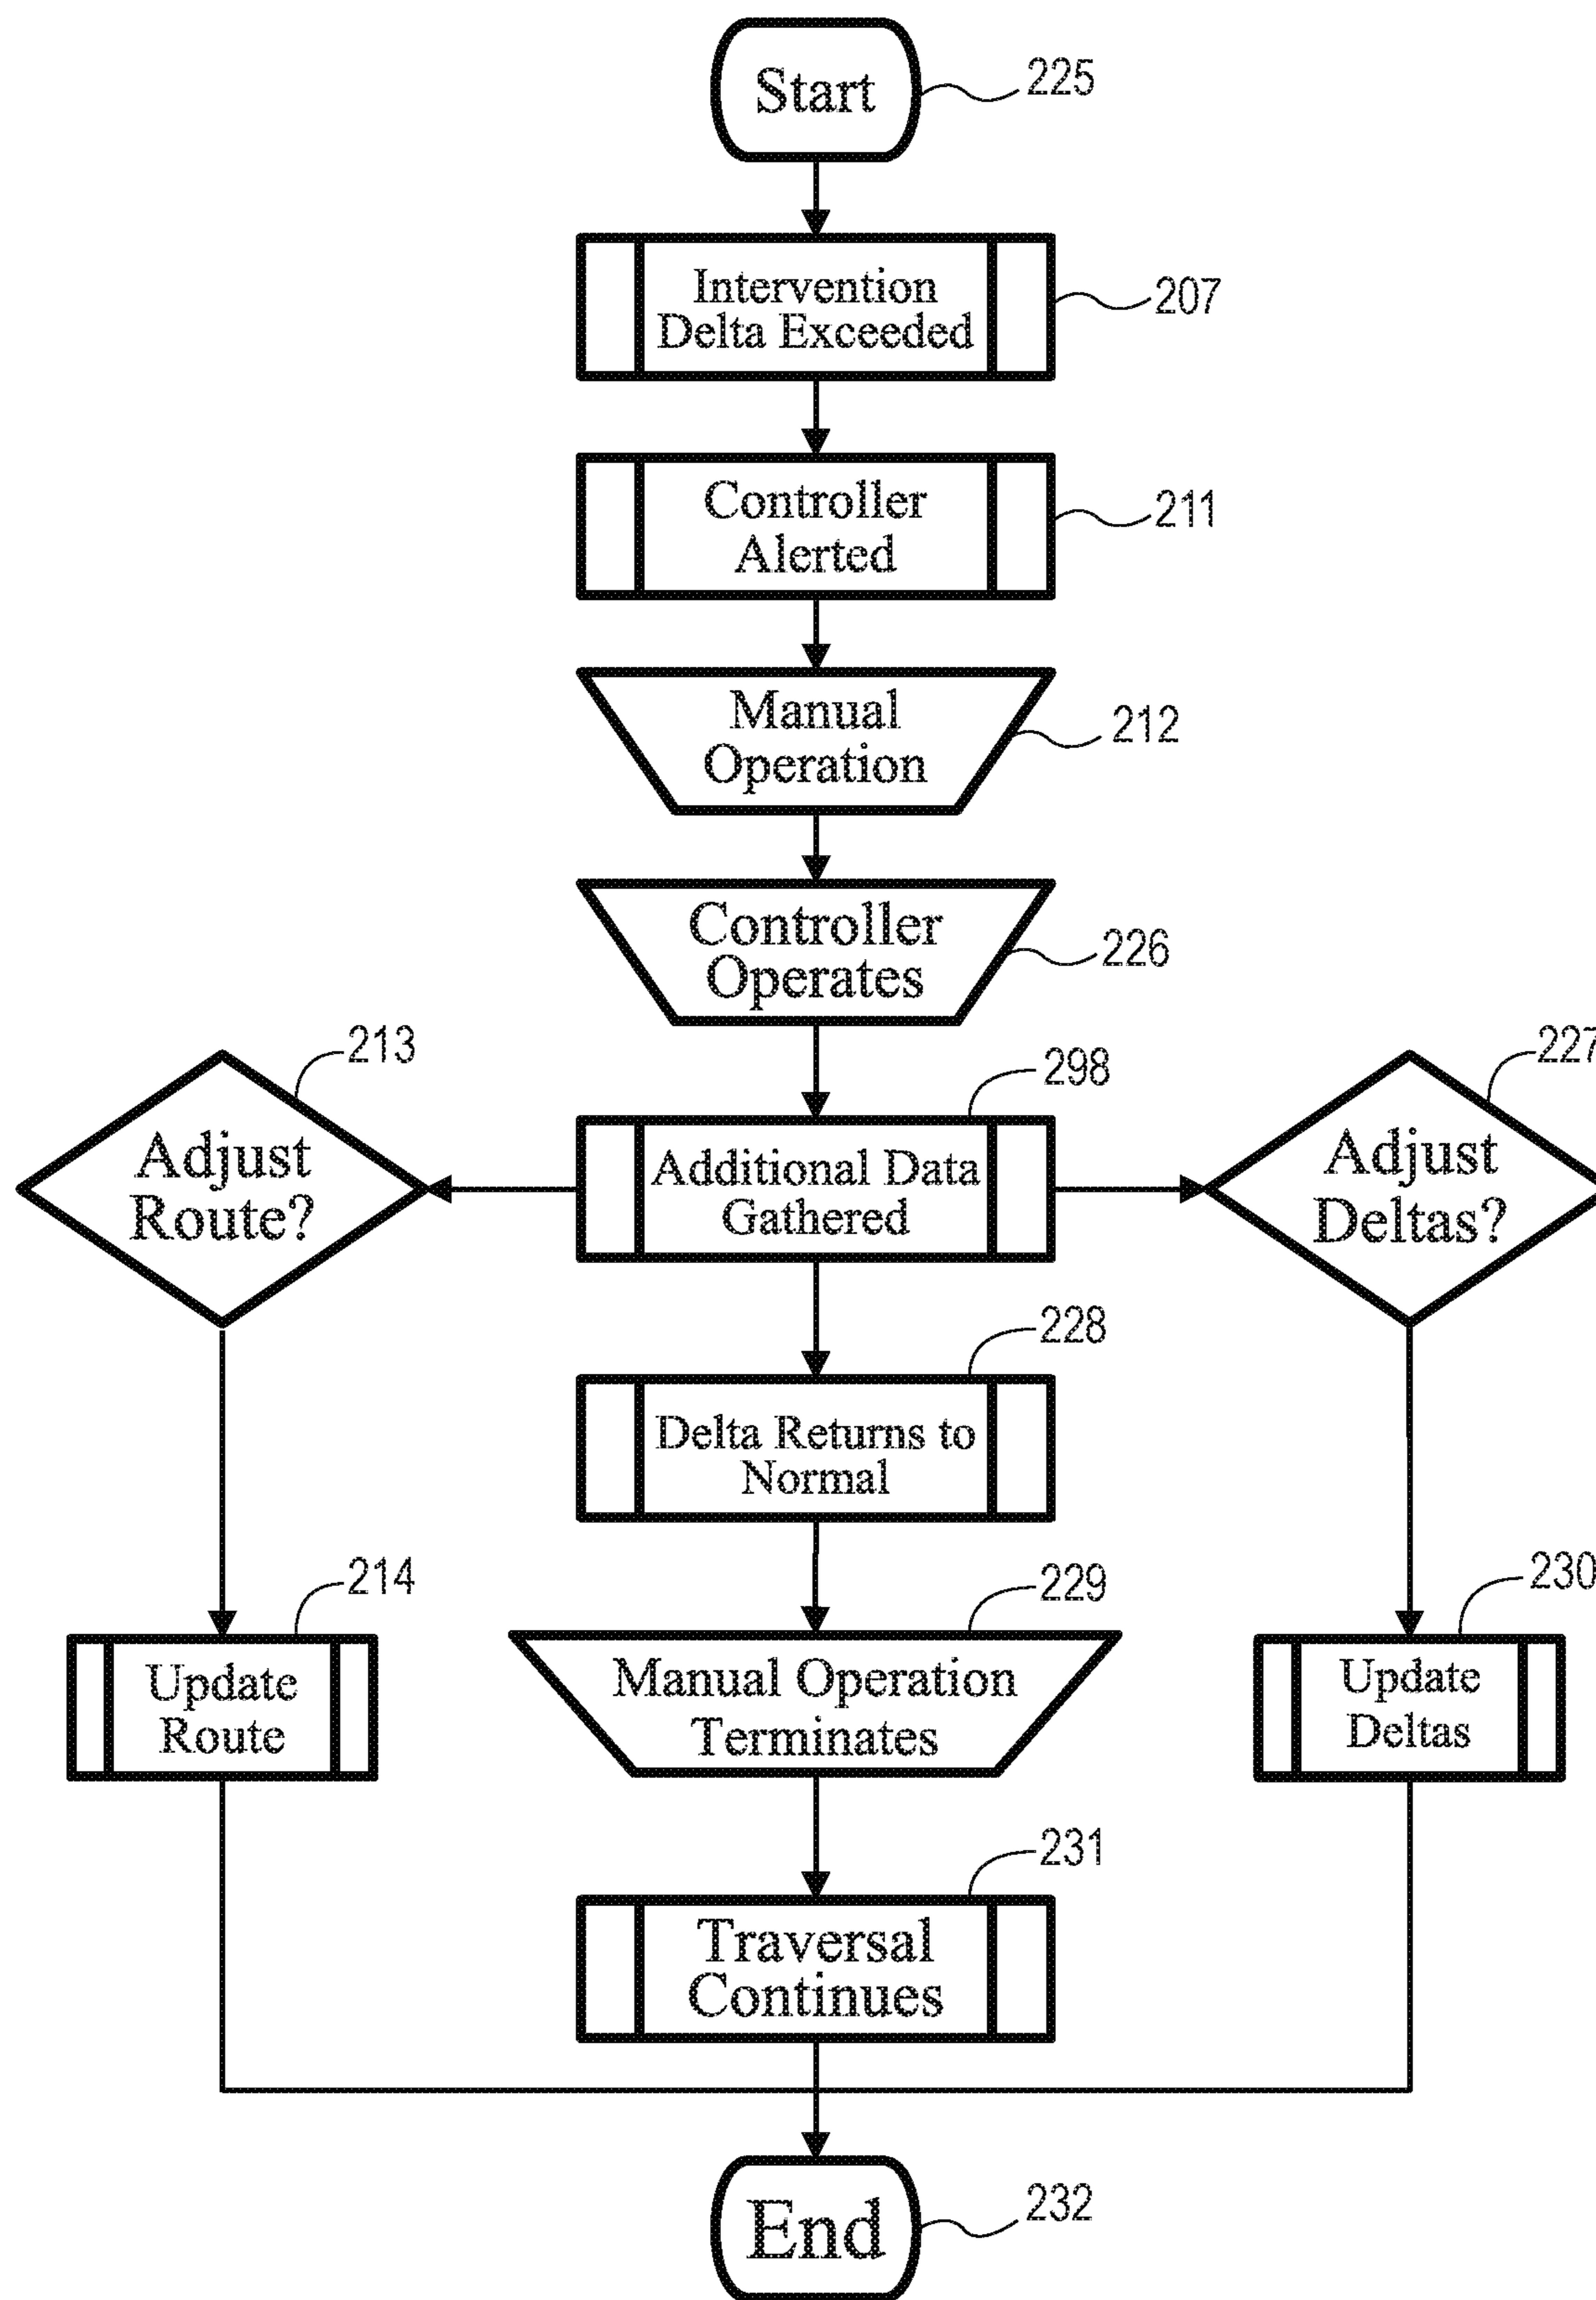 Start
225
Intervention
Delta Exceeded
207
Controller
Alerted
211
Manual
Operation
212
Controller
Operates
226
213
298
227
Adjust
Route?
Additional Data
Gathered
Adjust
Deltas?
228
Delta Returns to
Normal
214
229
230
Update
Route
Manual Operation
Terminates
Update
Deltas
231
Traversal
Continues
End
232